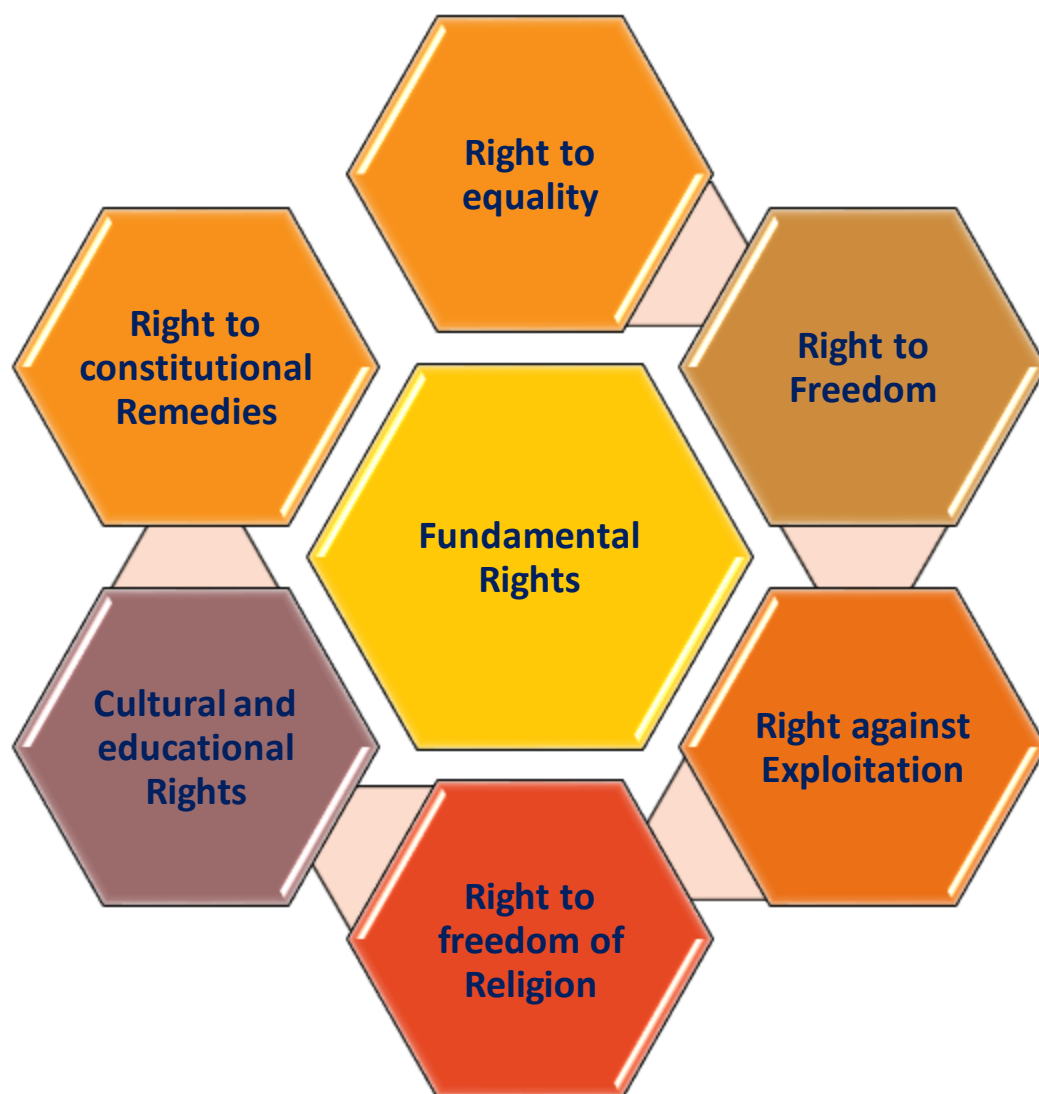 Right to
equality
Right to
Freedom
Right against
Exploitation
Right to
freedom of
Religion
Cultural and
educational
Rights
Right to
constitutional
Remedies
Fundamental
Rights